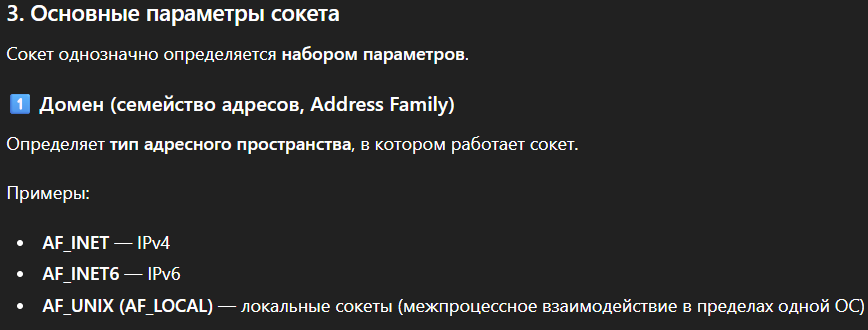 3. Основные параметры сокета
Сокет однозначно определяется набором параметров.
1 Домен (семейство адресов, Address Family)
Определяет тип адресного пространства, в котором работает сокет.
Примеры:
• AF_INET — IPv4
• AF_INET6 — IPv6
• AF_UNIX (AF_LOCAL) — локальные сокеты (межпроцессное взаимодействие в пределах одной ОС)